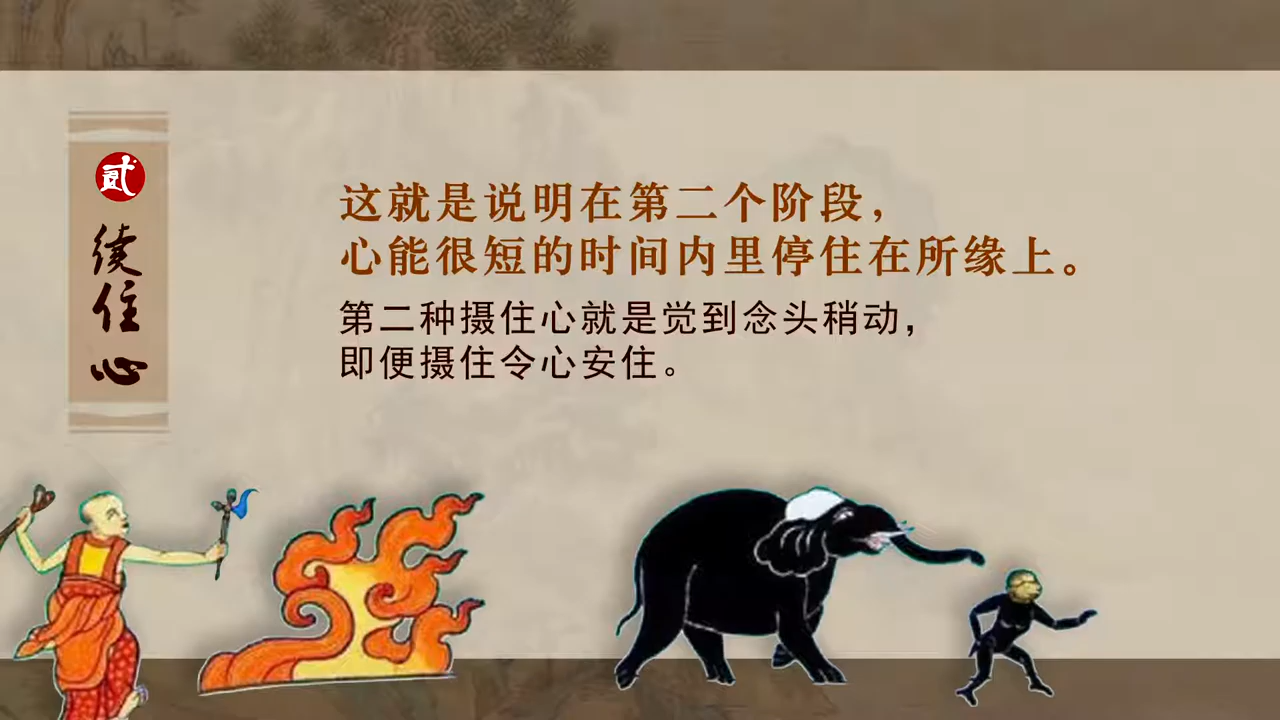 贰
续住心
这就是说明在第二个阶段，
心能很短的时间内里停住在所缘上。
第二种摄住心就是觉到念头稍动，
即便摄住令心安住。